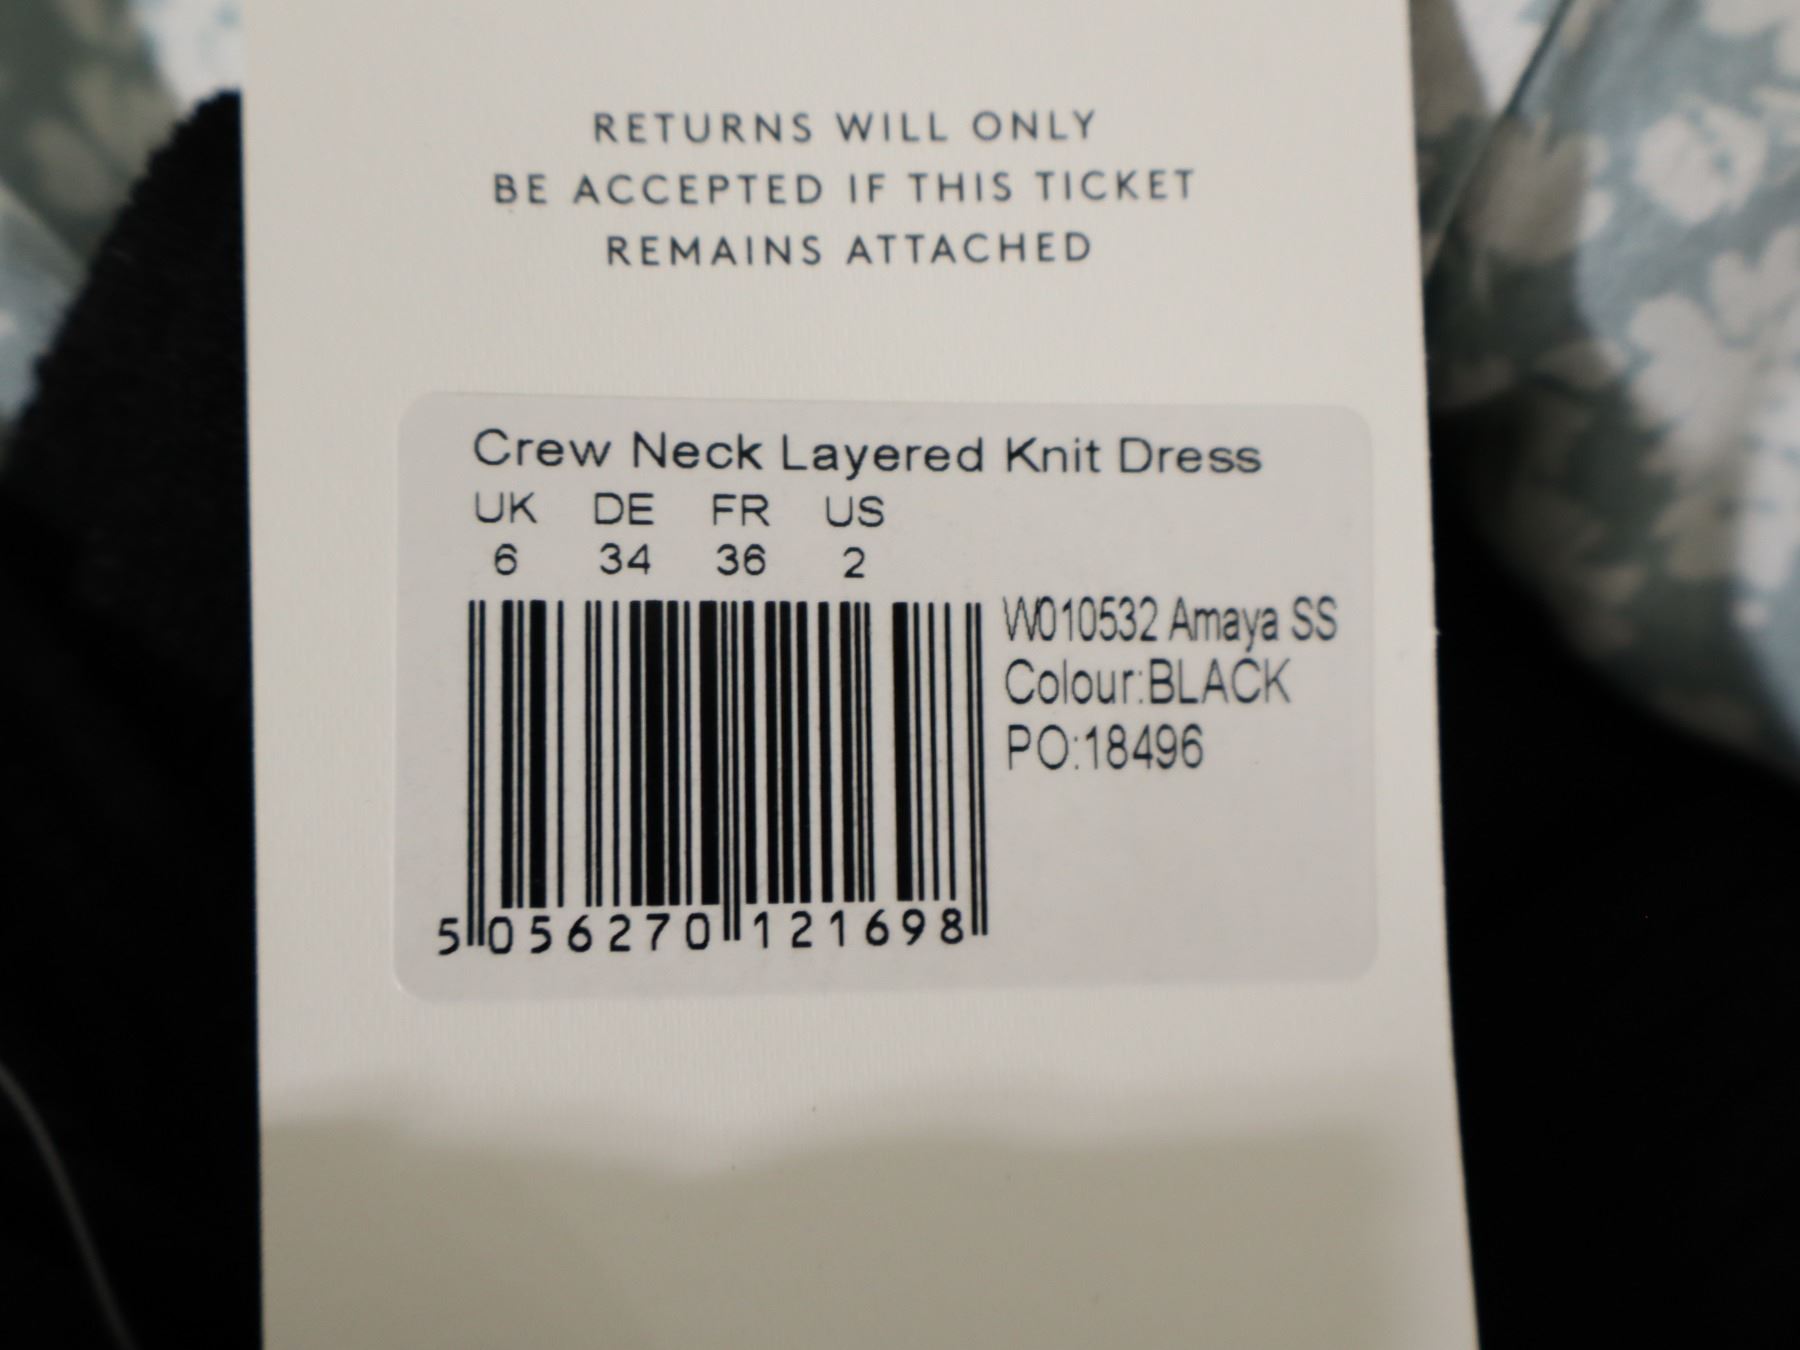 RETURNS WILL ONLY
BE ACCEPTED IF THIS TICKET
REMAINS ATTACHED
Crew Neck Layered Knit Dress
UK DE FR US
6 34 36 2
W010532 Amaya SS
Colour:BLACK
PO:18496
5 056270 121698